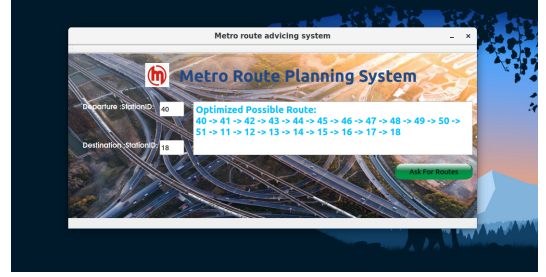 Metro route advicing system
Metro Route Planning System
Departure :StationID: 40
Optimized Possible Route:
40 -> 41 -> 42 -> 43 -> 44 -> 45 -> 46 -> 47 -> 48 -> 49 -> 50 ->
51 -> 11 -> 12 -> 13 -> 14 -> 15 -> 16 -> 17 -> 18
Destination :StationID: 18
Ask For Routes